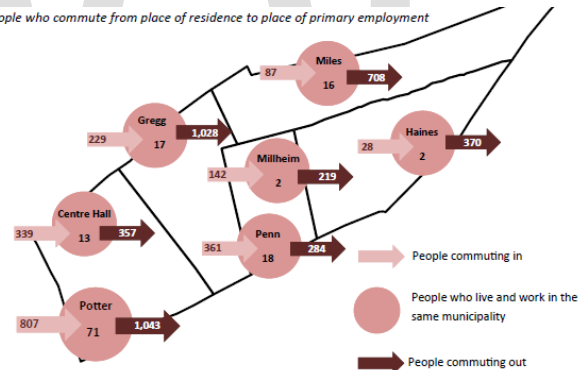 eople who commute from place of residence to place of primary employment
Miles
87
16
708
Gregg
229
17
1,028
Haines
28
2
370
Millheim
142
2
219
Centre Hall
339
13
357
Penn
361
18
284
Potter
807
71
1,043
People commuting in
People who live and work in the
same municipality
People commuting out